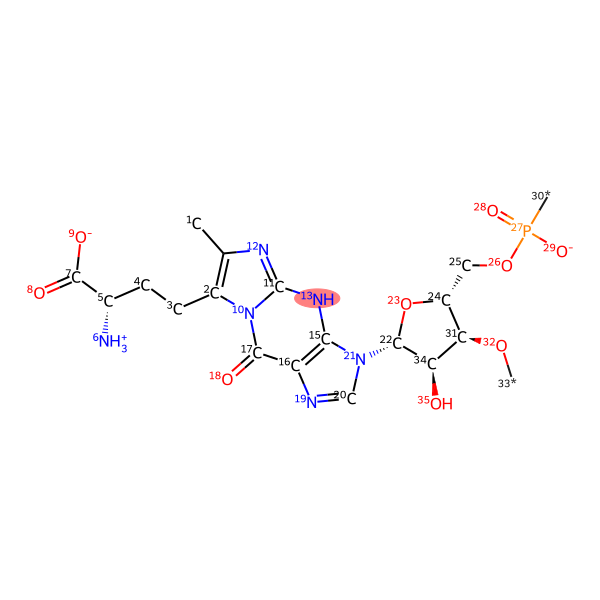 30*
28O
27P
29O-
9O-
1C
12N
25C
26O
7C
4C
11C
13NH
23O
24C
8O
5C
2C
3C
10N
31C
32O
6NH3+
15C
22C
17C
16C
21N
34C
33*
18O
19N
20C
35OH